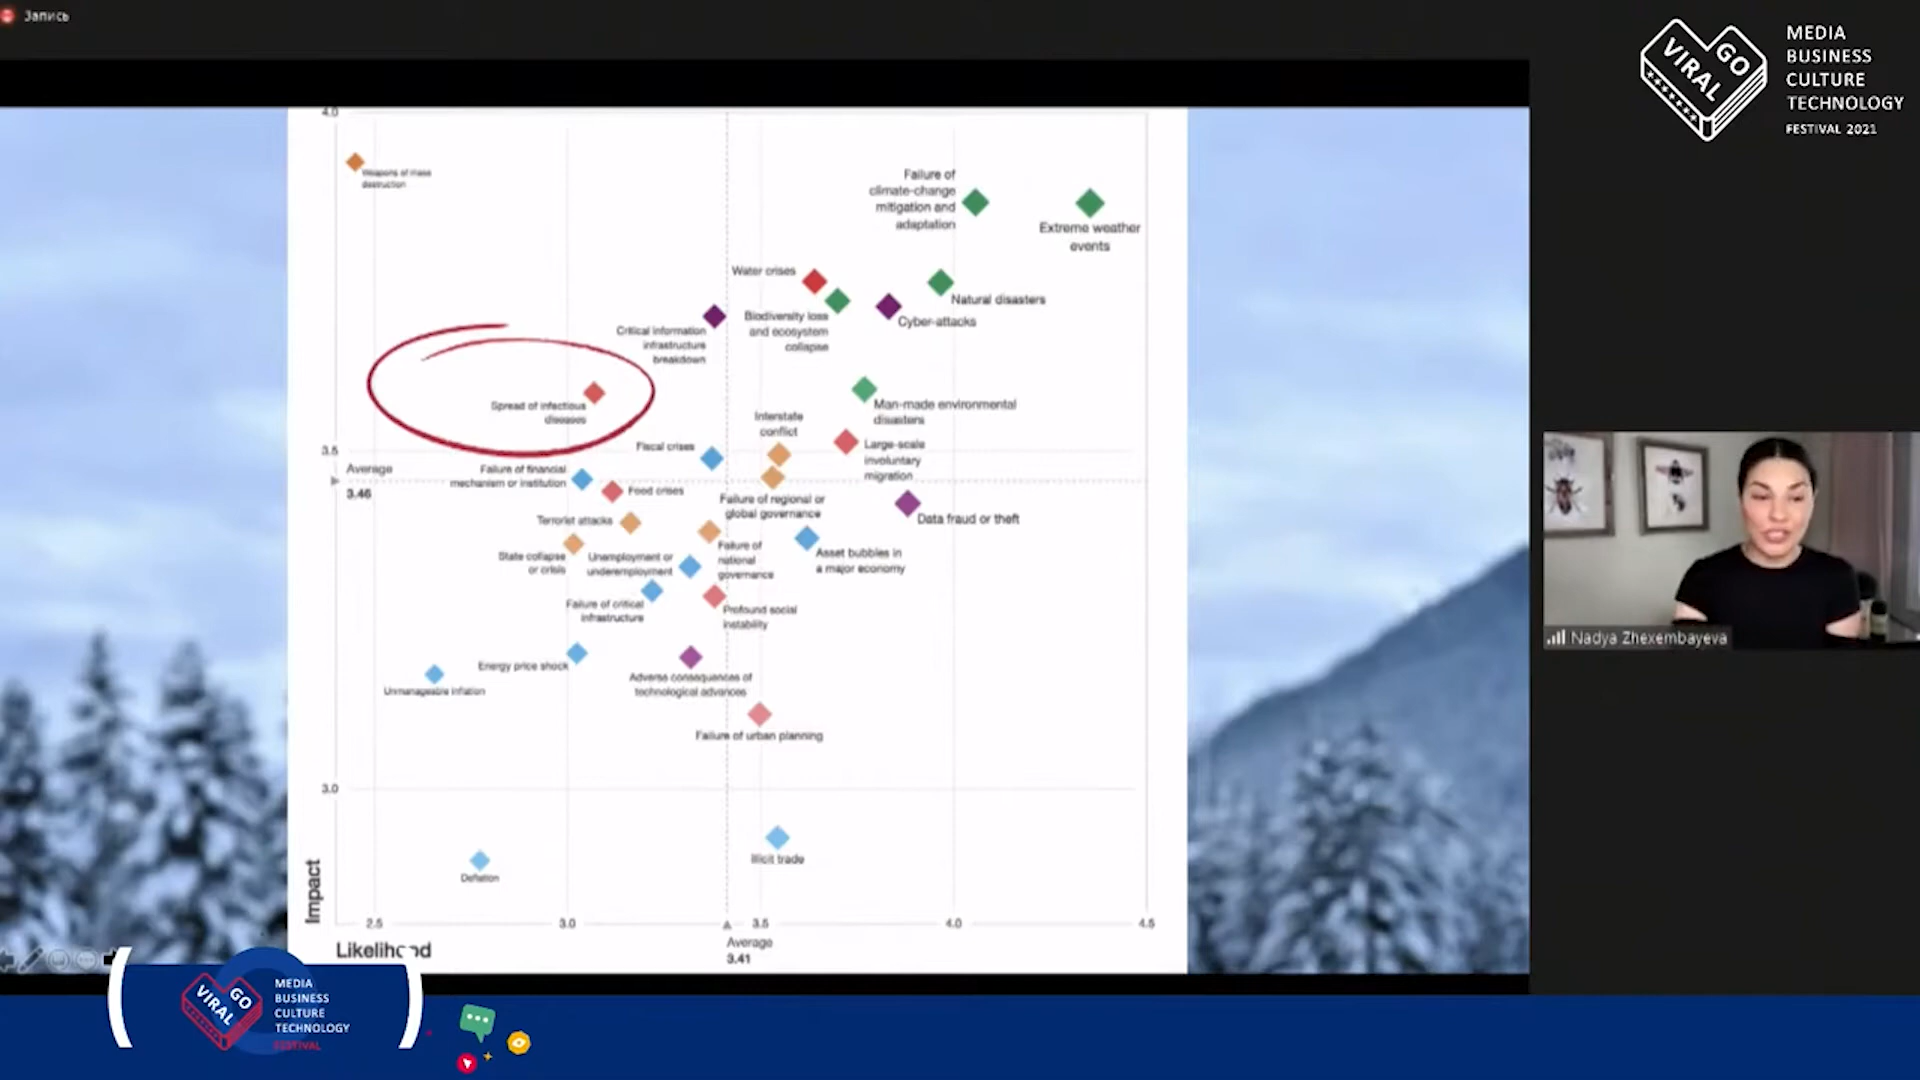 Запись
VIRAL
GO
MEDIA
BUSINESS
CULTURE
TECHNOLOGY
FESTIVAL 2021
4.0
Weapons of mass
destruction
Failure of
climate-change
mitigation and
adaptation
Extreme weather
events
Water crises
Natural disasters
Biodiversity loss
and ecosystem
collapse
Cyber-attacks
Critical information
infrastructure
breakdown
Spread of infectious
diseases
Man-made environmental
disasters
Interstate
conflict
Large-scale
involuntary
migration
Fiscal crises
3.5
Average
3.46
Failure of financial
mechanism or institution
Food crises
Failure of regional or
global governance
Data fraud or theft
Terrorist attacks
State collapse
or crisis
Unemployment or
underemployment
Failure of
national
governance
Asset bubbles in
a major economy
Failure of critical
infrastructure
Profound social
instability
Energy price shock
Unmanageable inflation
Adverse consequences of
technological advances
Failure of urban planning
3.0
Illicit trade
Deflation
Impact
2.5
3.0
3.5
4.0
4.5
Average
3.41
Likelihood
Nadya Zhexembayeva
VIRAL
GO
MEDIA
BUSINESS
CULTURE
TECHNOLOGY
FESTIVAL